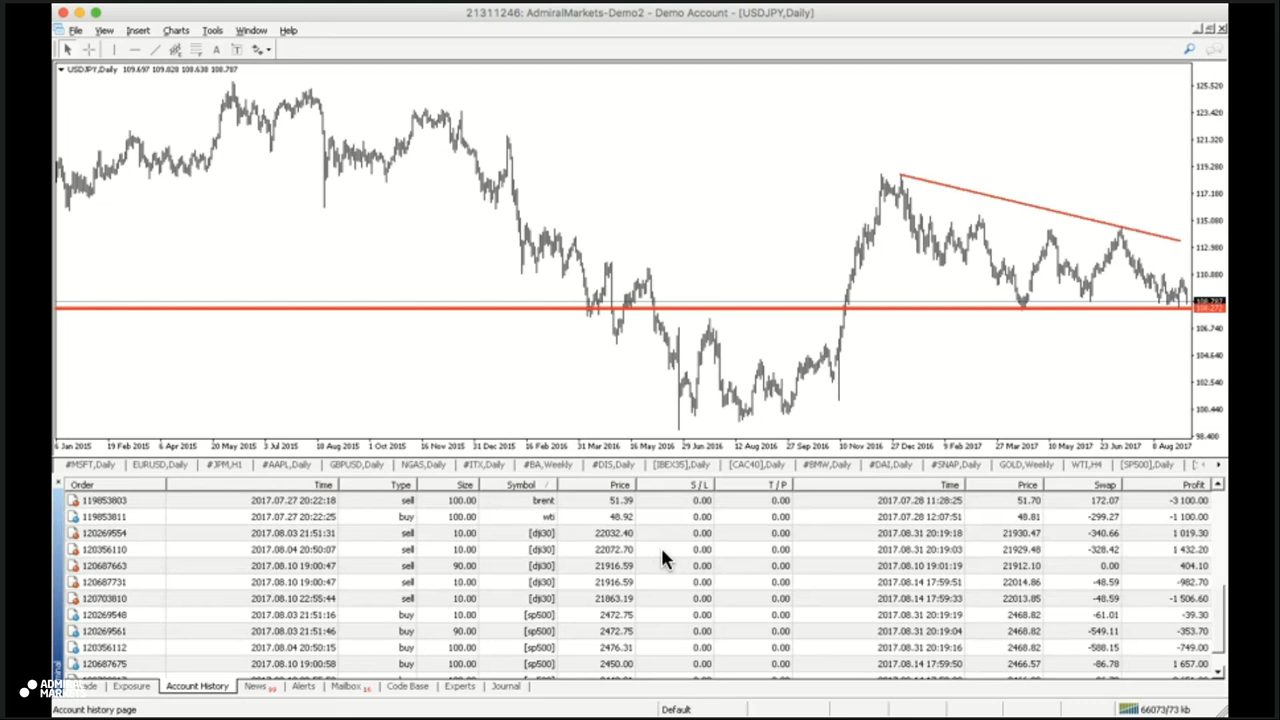 21311246: AdmiralMarkets-Demo2 - Demo Account - [USDJPY,Daily]
File View Insert Charts Tools Window Help
A T
USDJPY,Daily 109.697 109.828 108.638 108.787
125.520
123.420
121.320
119.280
117.180
115.080
112.980
110.880
108.787
108.272
106.740
104.640
102.540
100.440
98.400
6 Jan 2015 19 Feb 2015 6 Apr 2015 20 May 2015 3 Jul 2015 18 Aug 2015 1 Oct 2015 16 Nov 2015 31 Dec 2015 16 Feb 2016 31 Mar 2016 16 May 2016 29 Jun 2016 12 Aug 2016 27 Sep 2016 10 Nov 2016 27 Dec 2016 9 Feb 2017 27 Mar 2017 10 May 2017 23 Jun 2017 8 Aug 2017
#MSFT,Daily EURUSD,Daily #JPM,H1 #AAPL,Daily GBPUSD,Daily NGAS,Daily #ITX,Daily #BA,Weekly #DIS,Daily [IBEX35],Daily [CAC40],Daily #BMW,Daily #DAI,Daily #SNAP,Daily GOLD,Weekly WTI,H4 [SP500],Daily
Order Time Type Size Symbol / Price S / L T / P Time Price Swap Profit
119853803 2017.07.27 20:22:18 sell 100.00 brent 51.39 0.00 0.00 2017.07.28 11:28:25 51.70 172.07 -3 100.00
119853811 2017.07.27 20:22:25 buy 100.00 wti 48.92 0.00 0.00 2017.07.28 12:07:51 48.81 -299.27 -1 100.00
120269554 2017.08.03 21:51:31 sell 10.00 [dji30] 22032.40 0.00 0.00 2017.08.31 20:19:18 21930.47 -340.66 1 019.30
120356110 2017.08.04 20:50:07 sell 10.00 [dji30] 22072.70 0.00 0.00 2017.08.31 20:19:03 21929.48 -328.42 1 432.20
120687663 2017.08.10 19:00:47 sell 90.00 [dji30] 21916.59 0.00 0.00 2017.08.10 19:01:19 21912.10 0.00 404.10
120687731 2017.08.10 19:00:47 sell 10.00 [dji30] 21916.59 0.00 0.00 2017.08.14 17:59:51 22014.86 -48.59 -982.70
120703810 2017.08.10 22:55:44 sell 10.00 [dji30] 21863.19 0.00 0.00 2017.08.14 17:59:33 22013.85 -48.59 -1 506.60
120269548 2017.08.03 21:51:16 buy 10.00 [sp500] 2472.75 0.00 0.00 2017.08.31 20:19:19 2468.82 -61.01 -39.30
120269561 2017.08.03 21:51:46 buy 90.00 [sp500] 2472.75 0.00 0.00 2017.08.31 20:19:04 2468.82 -549.11 -353.70
120356112 2017.08.04 20:50:15 buy 100.00 [sp500] 2476.31 0.00 0.00 2017.08.31 20:19:16 2468.82 -588.15 -749.00
120687675 2017.08.10 19:00:58 buy 100.00 [sp500] 2450.00 0.00 0.00 2017.08.14 17:59:50 2466.57 -86.78 1 657.00
Exposure Account History News 99 Alerts Mailbox 16 Code Base Experts Journal
Account history page Default 66073/73 kb